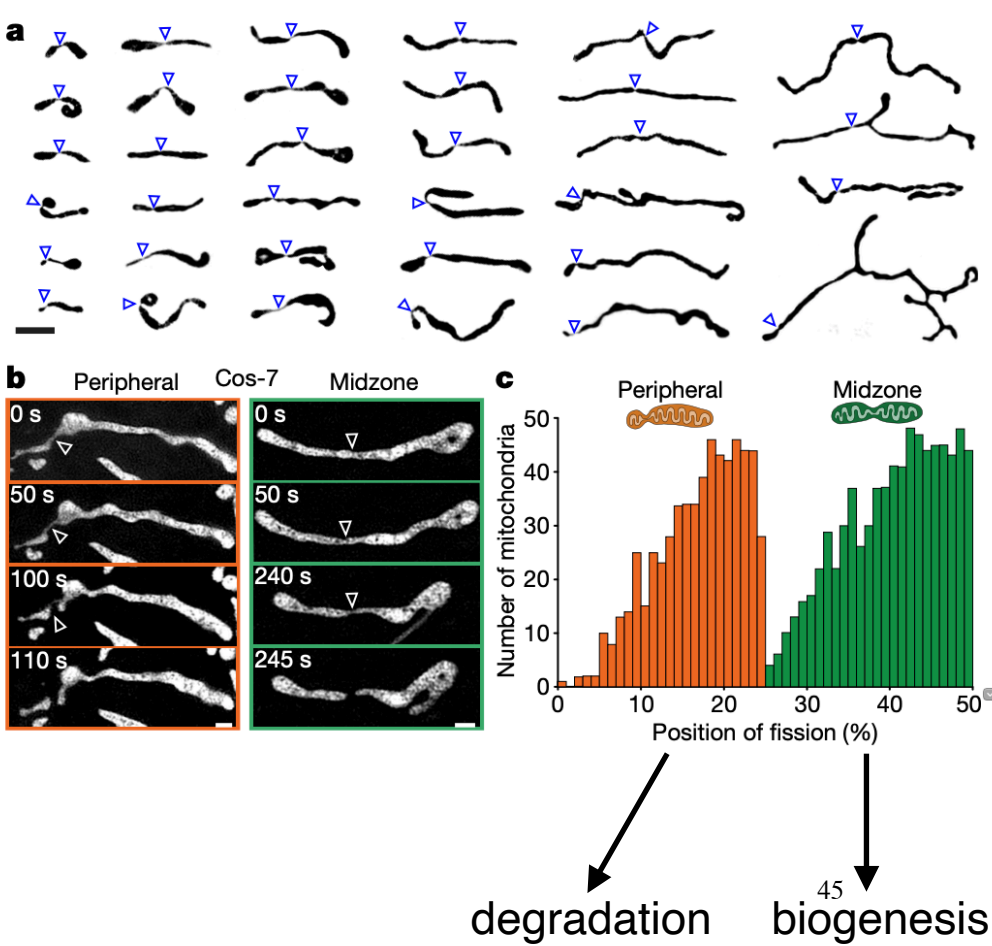 a
b
Peripheral
Cos-7
Midzone
0 s
50 s
100 s
110 s
0 s
50 s
240 s
245 s
c
Peripheral
Midzone
Number of mitochondria
50
40
30
20
10
0
0
10
20
30
40
50
Position of fission (%)
degradation
45
biogenesis